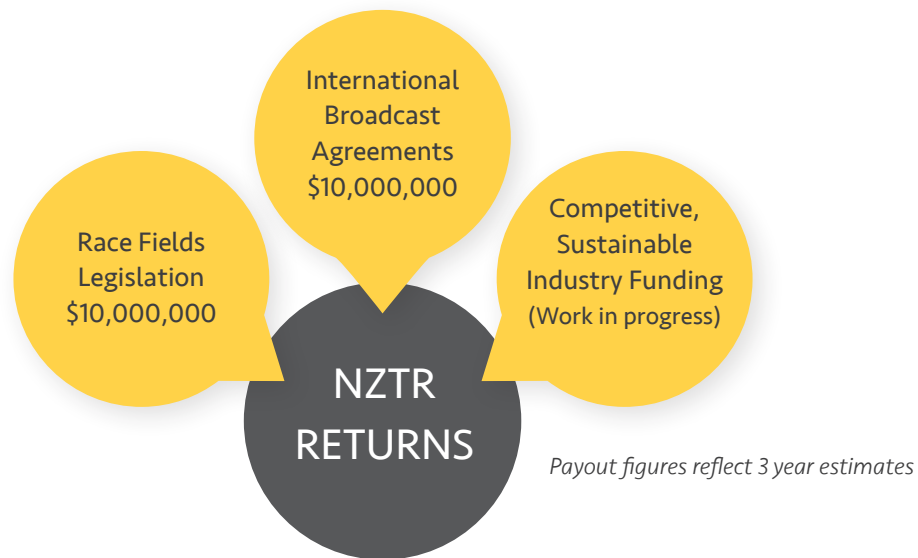 International
Broadcast
Agreements
$10,000,000
Race Fields
Legislation
$10,000,000
Competitive,
Sustainable
Industry Funding
(Work in progress)
NZTR
RETURNS
Payout figures reflect 3 year estimates